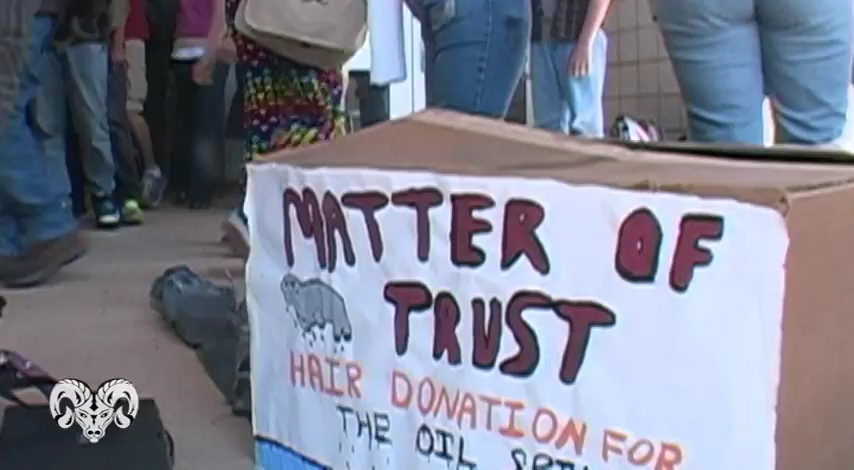 MATTER OF
TRUST
HAIR DONATION FOR
THE OIL